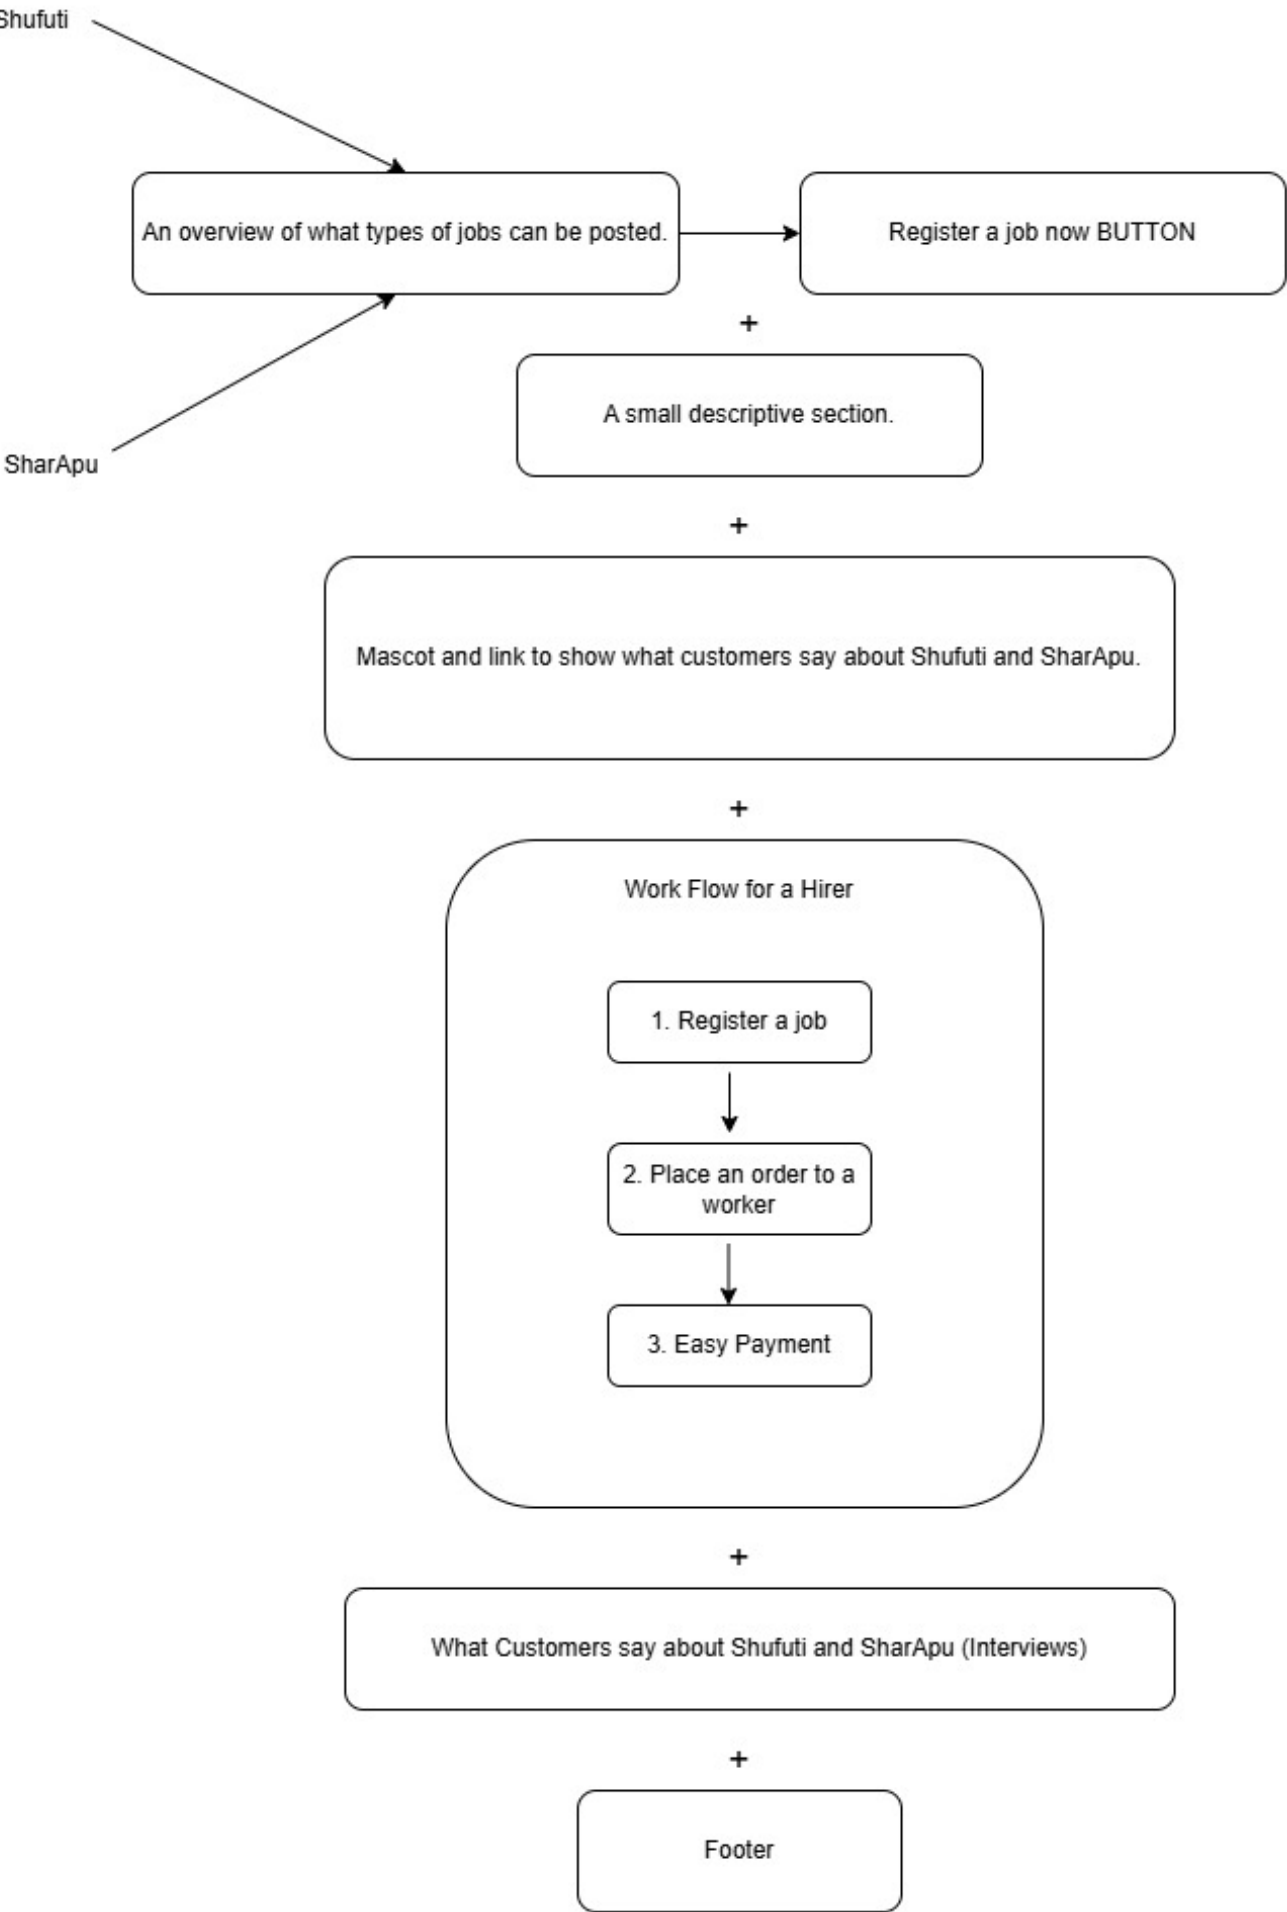 Shufuti
An overview of what types of jobs can be posted.
Register a job now BUTTON
+
A small descriptive section.
SharApu
+
Mascot and link to show what customers say about Shufuti and SharApu.
+
Work Flow for a Hirer
1. Register a job
2. Place an order to a
worker
3. Easy Payment
+
What Customers say about Shufuti and SharApu (Interviews)
+
Footer